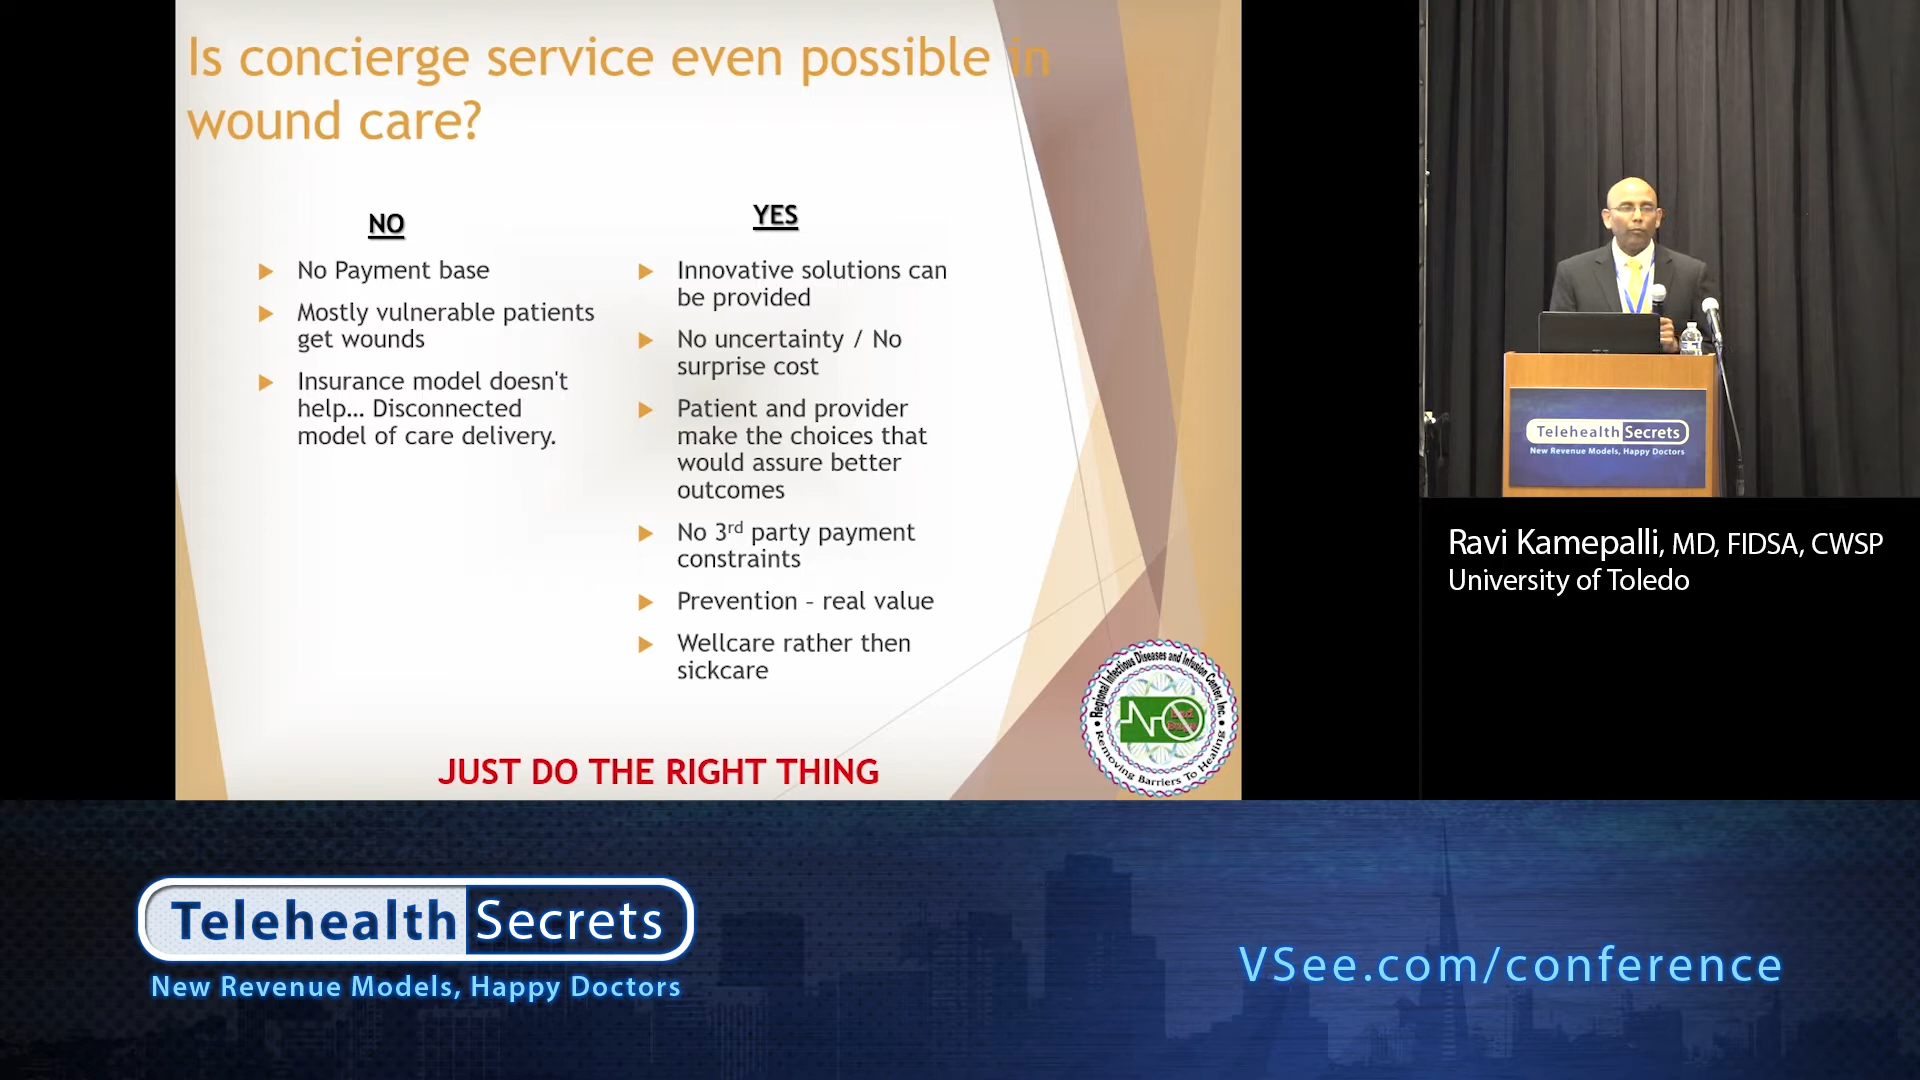 Is concierge service even possible in
wound care?
NO
No Payment base
Mostly vulnerable patients
get wounds
Insurance model doesn't
help... Disconnected
model of care delivery.
YES
Innovative solutions can
be provided
No uncertainty / No
surprise cost
Patient and provider
make the choices that
would assure better
outcomes
No 3rd party payment
constraints
Prevention – real value
Wellcare rather then
sickcare
JUST DO THE RIGHT THING
Regional Infectious Diseases and Infusion Center, Inc.
Removing Barriers To Healing
Telehealth Secrets
New Revenue Models, Happy Doctors
Ravi Kamepalli, MD, FIDSA, CWSP
University of Toledo
Telehealth Secrets
New Revenue Models, Happy Doctors
VSee.com/conference